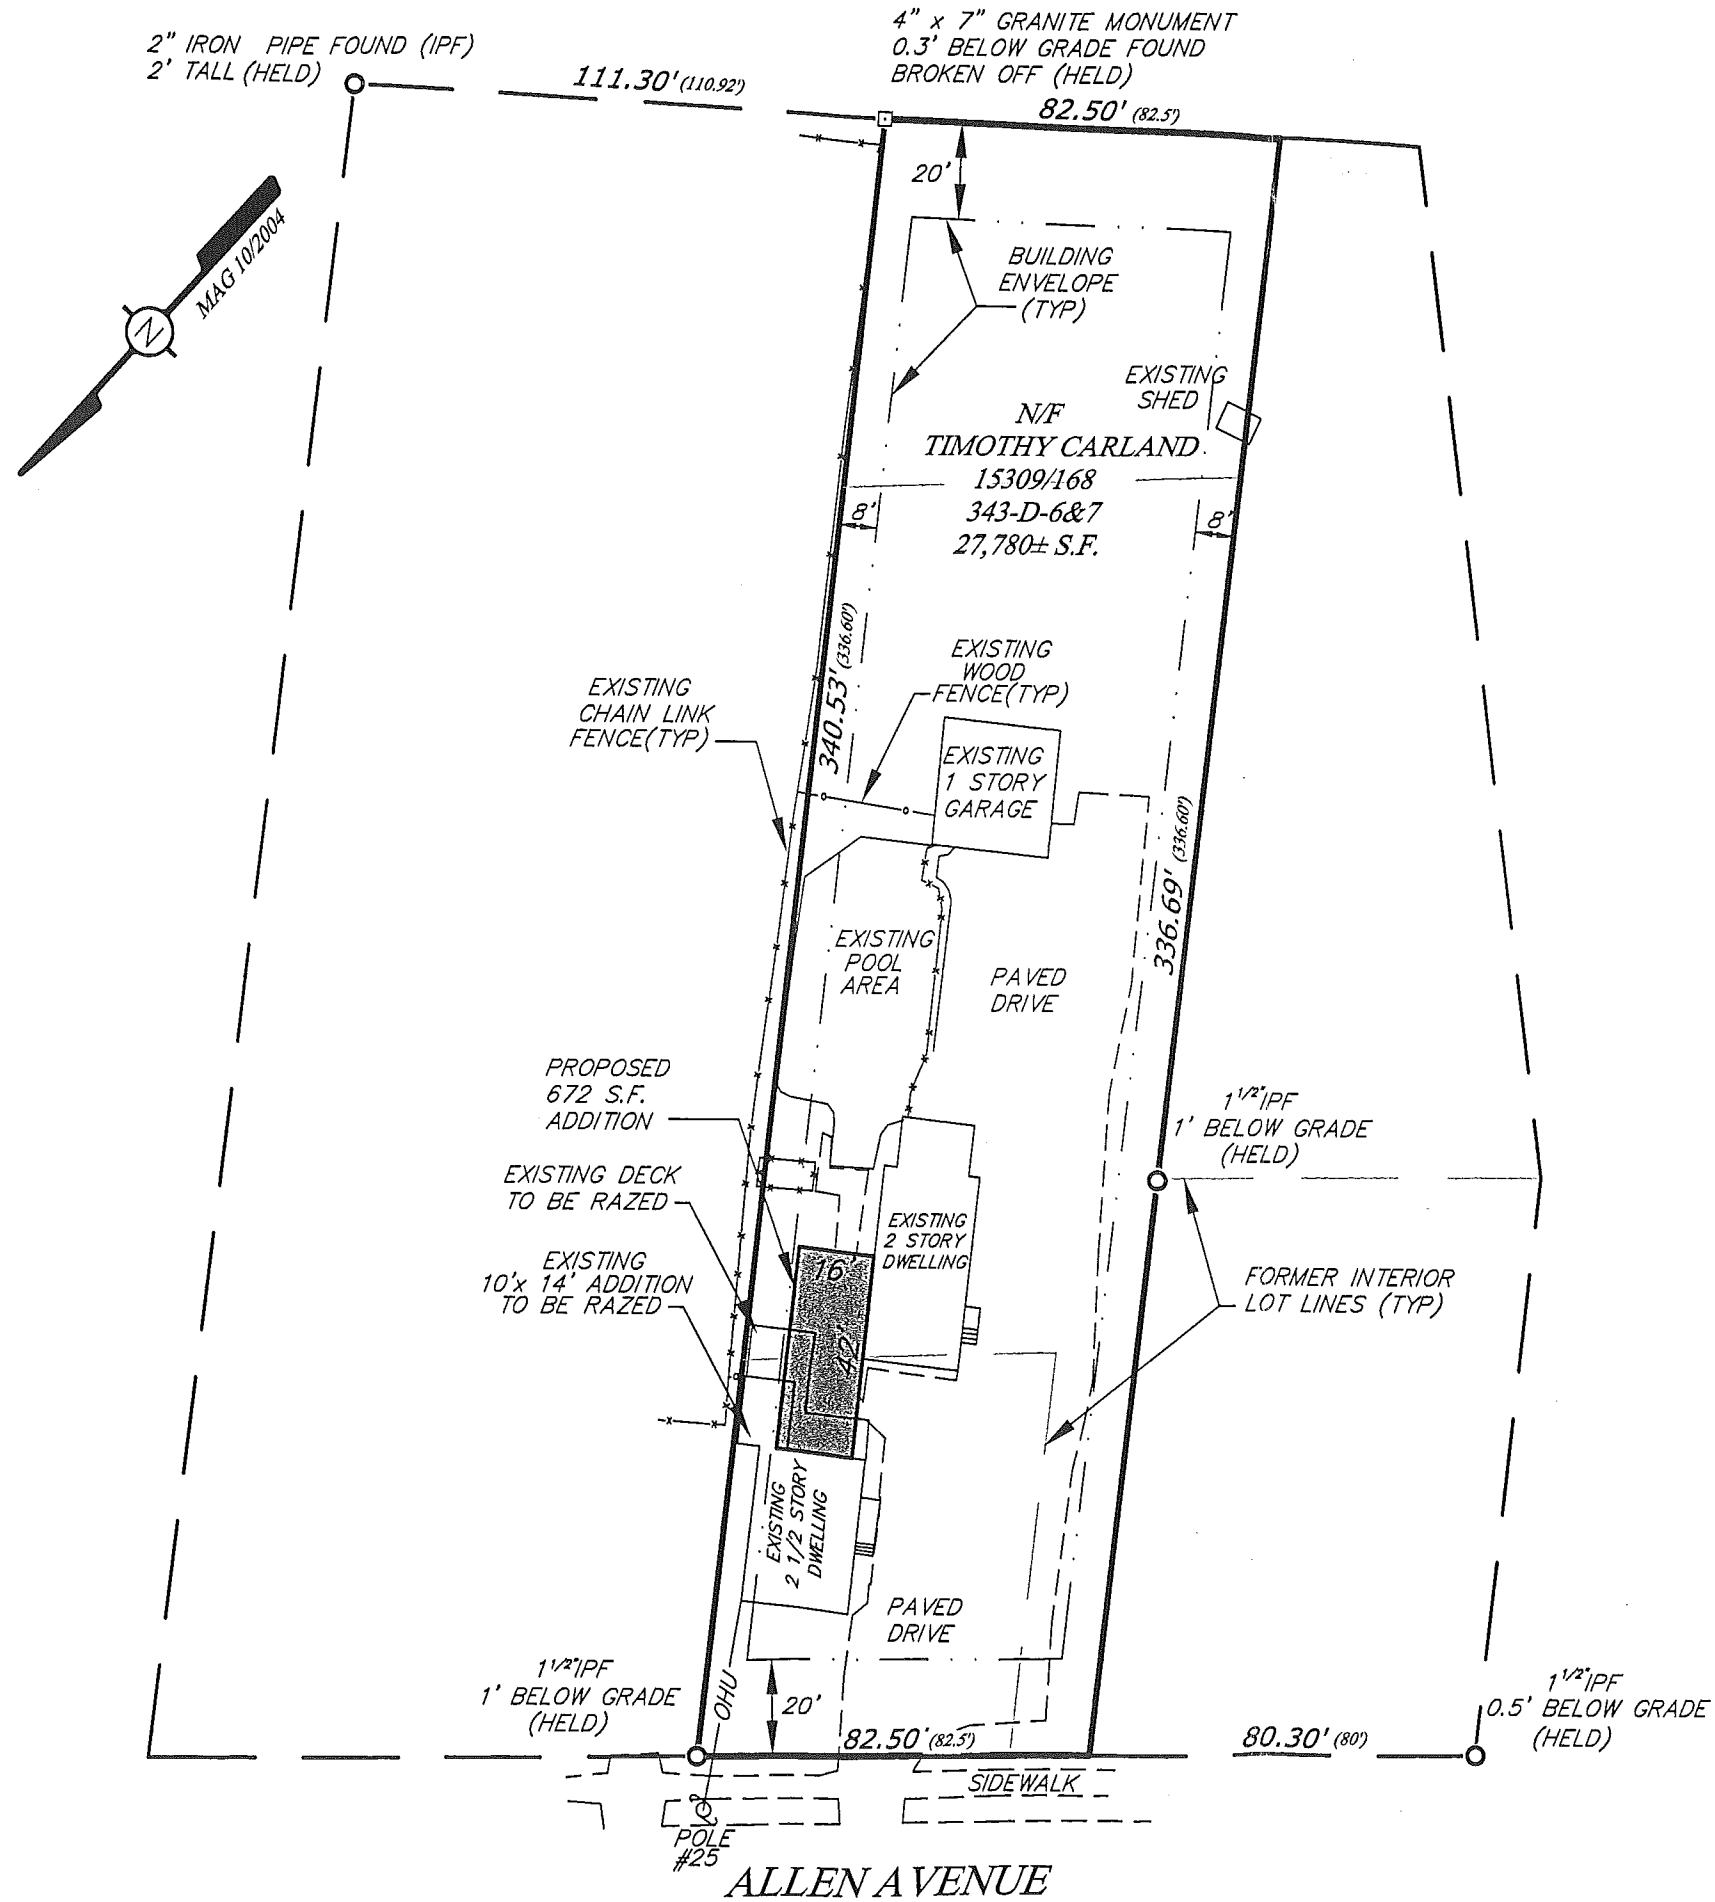 4" x 7" GRANITE MONUMENT
0.3' BELOW GRADE FOUND
BROKEN OFF (HELD)
2" IRON PIPE FOUND (IPF)
2' TALL (HELD)
111.30' (110.92')
82.50' (82.5')
20'
MAG 10/2004
N
BUILDING
ENVELOPE
(TYP)
EXISTING
SHED
N/F
TIMOTHY CARLAND
15309/168
343-D-6&7
27,780± S.F.
8'
8'
340.53' (336.60')
EXISTING
WOOD
FENCE(TYP)
EXISTING
CHAIN LINK
FENCE(TYP)
EXISTING
1 STORY
GARAGE
336.69' (336.60')
EXISTING
POOL
AREA
PAVED
DRIVE
PROPOSED
672 S.F.
ADDITION
1 1/2" IPF
1' BELOW GRADE
(HELD)
EXISTING DECK
TO BE RAZED
EXISTING
2 STORY
DWELLING
EXISTING
10'x 14' ADDITION
TO BE RAZED
16'
42'
FORMER INTERIOR
LOT LINES (TYP)
EXISTING
2 1/2 STORY
DWELLING
PAVED
DRIVE
1 1/2" IPF
1' BELOW GRADE
(HELD)
OHU
20'
1 1/2" IPF
0.5' BELOW GRADE
(HELD)
82.50' (82.5')
80.30' (80')
SIDEWALK
POLE
#25
ALLEN AVENUE